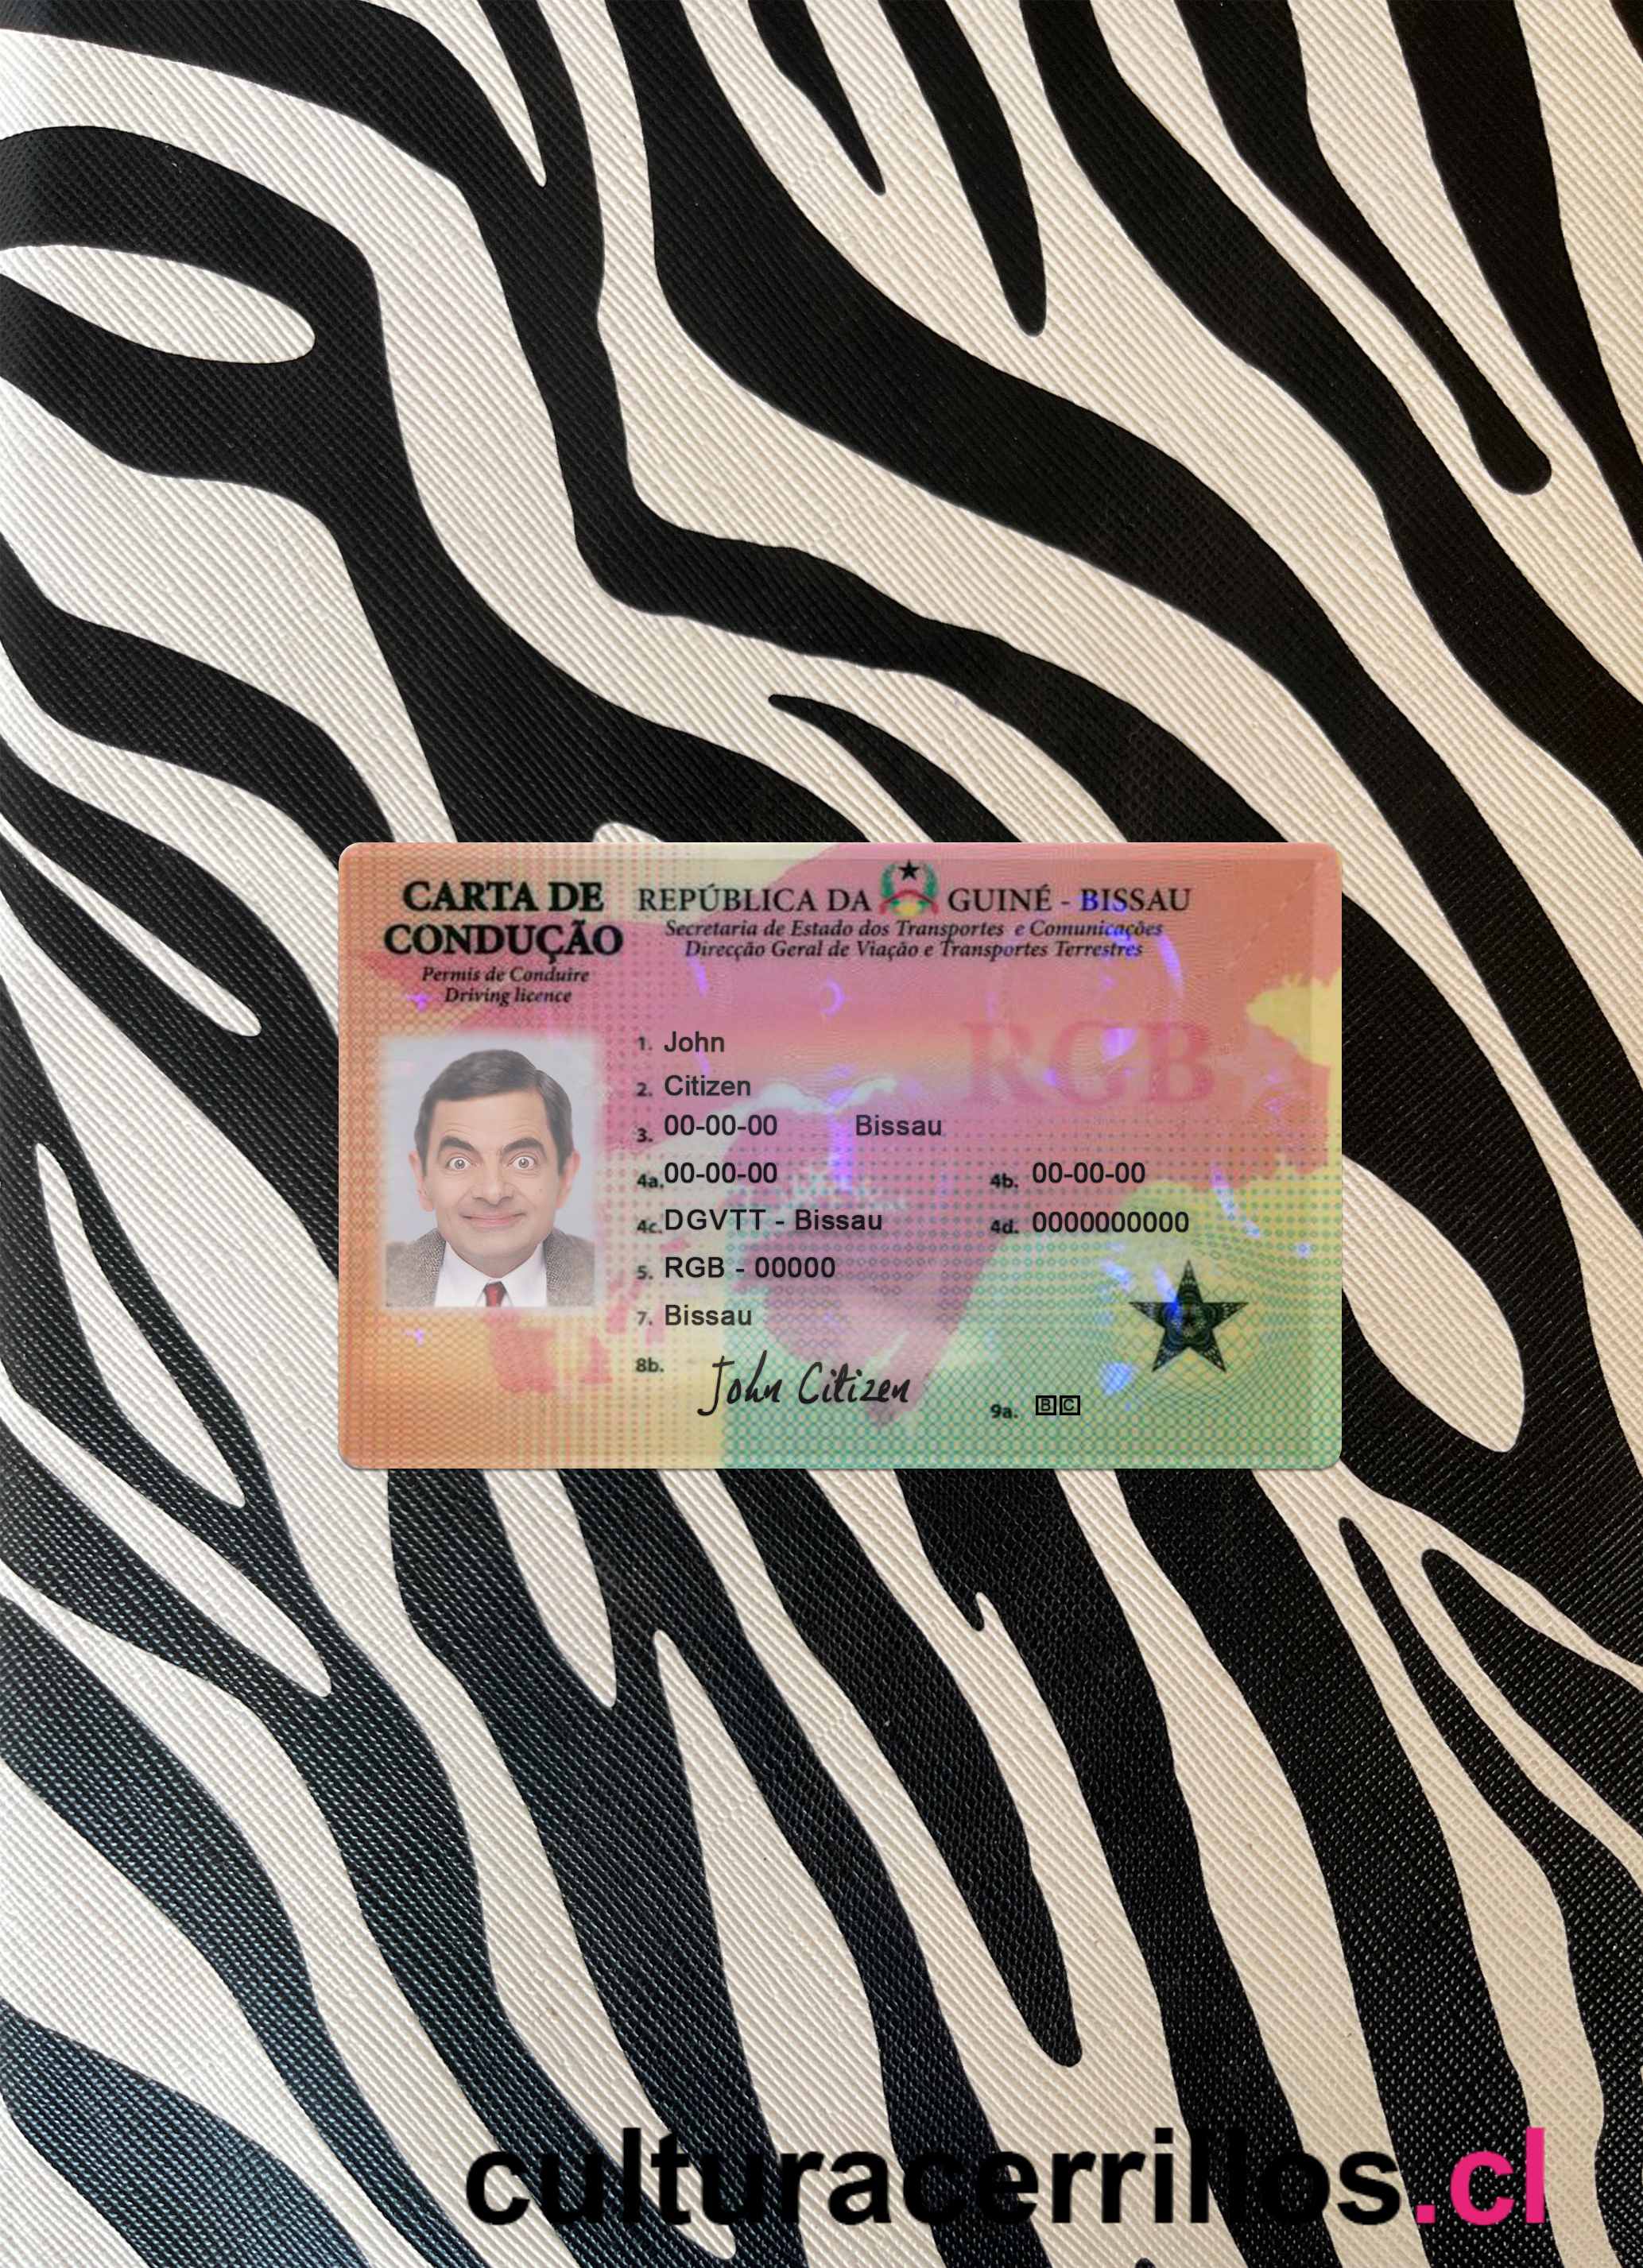 CARTA DE
CONDUÇÃO
Permis de Conduire
Driving licence
REPÚBLICA DA GUINÉ - BISSAU
Secretaria de Estado dos Transportes e Comunicações
Direcção Geral de Viação e Transportes Terrestres
RGB
1. John
2. Citizen
3. 00-00-00 Bissau
4a. 00-00-00 4b. 00-00-00
4c. DGVTT - Bissau 4d. 0000000000
5. RGB - 00000
7. Bissau
8b. John Citizen
9a. B C
culturacerrillos.cl